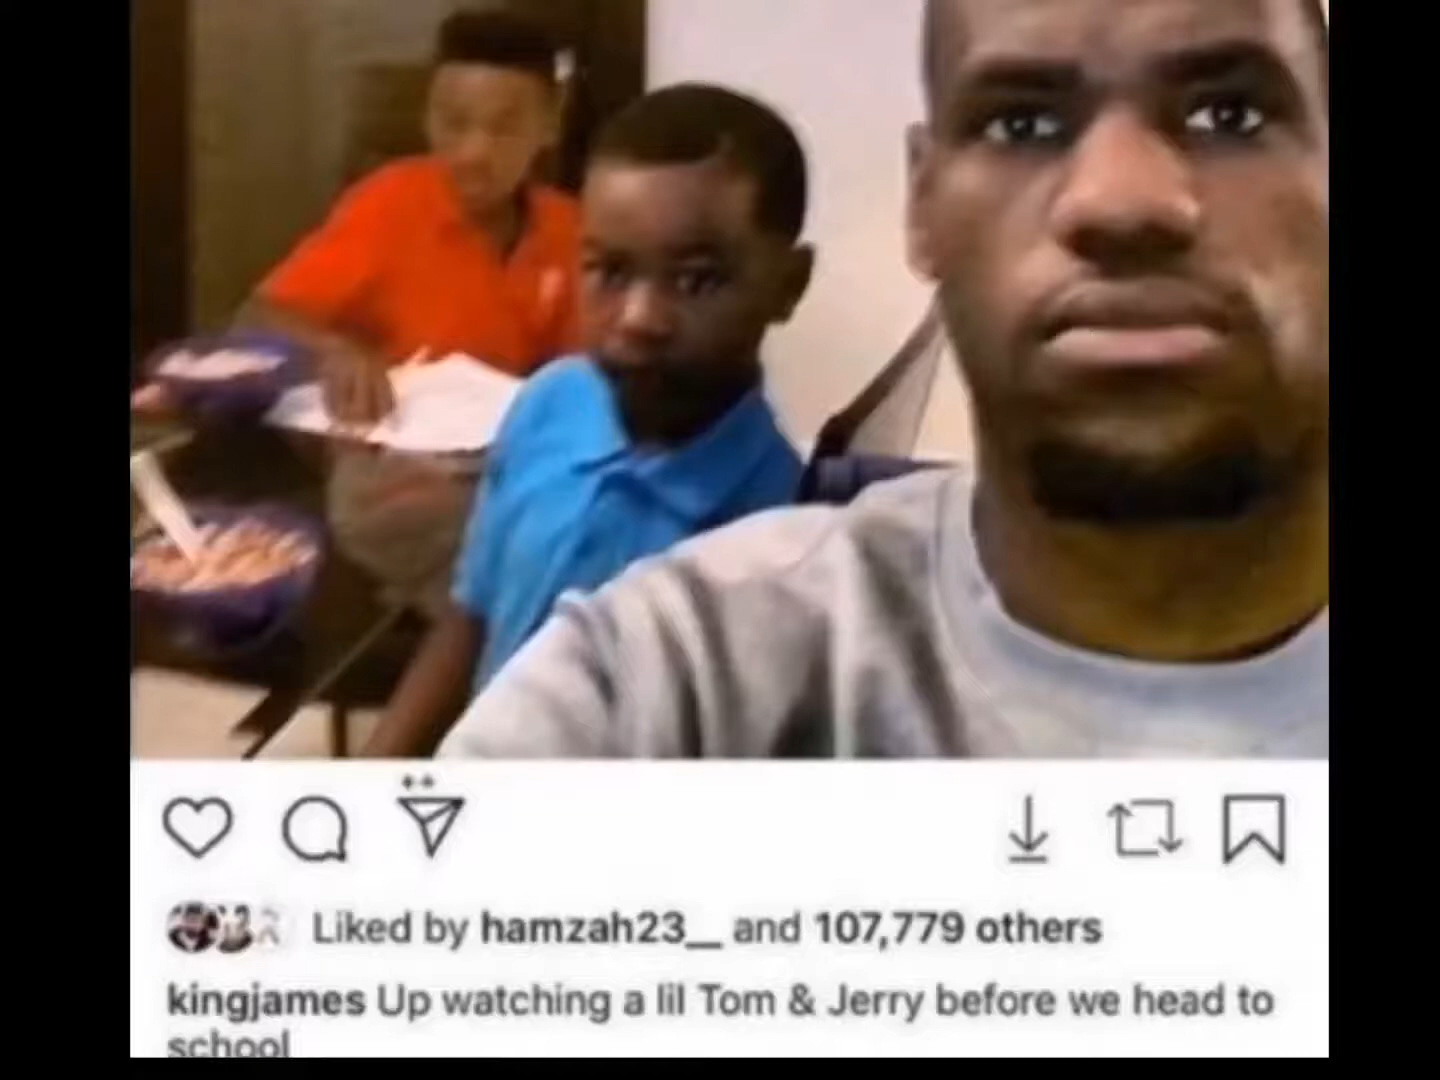 Liked by hamzah23__ and 107,779 others
kingjames Up watching a lil Tom & Jerry before we head to
school